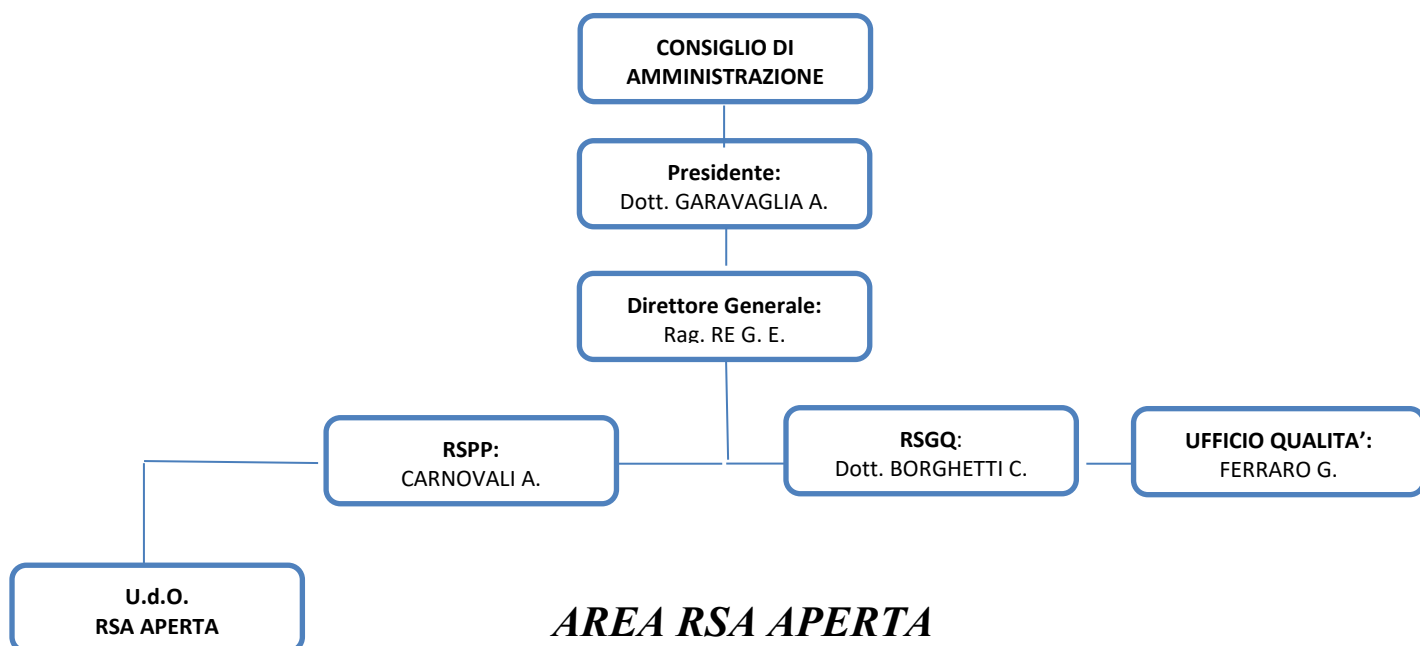 CONSIGLIO DI
AMMINISTRAZIONE
Presidente:
Dott. GARAVAGLIA A.
Direttore Generale:
Rag. RE G. E.
RSPP:
CARNOVALI A.
RSGQ:
Dott. BORGHETTI C.
UFFICIO QUALITA’:
FERRARO G.
U.d.O.
RSA APERTA
AREA RSA APERTA